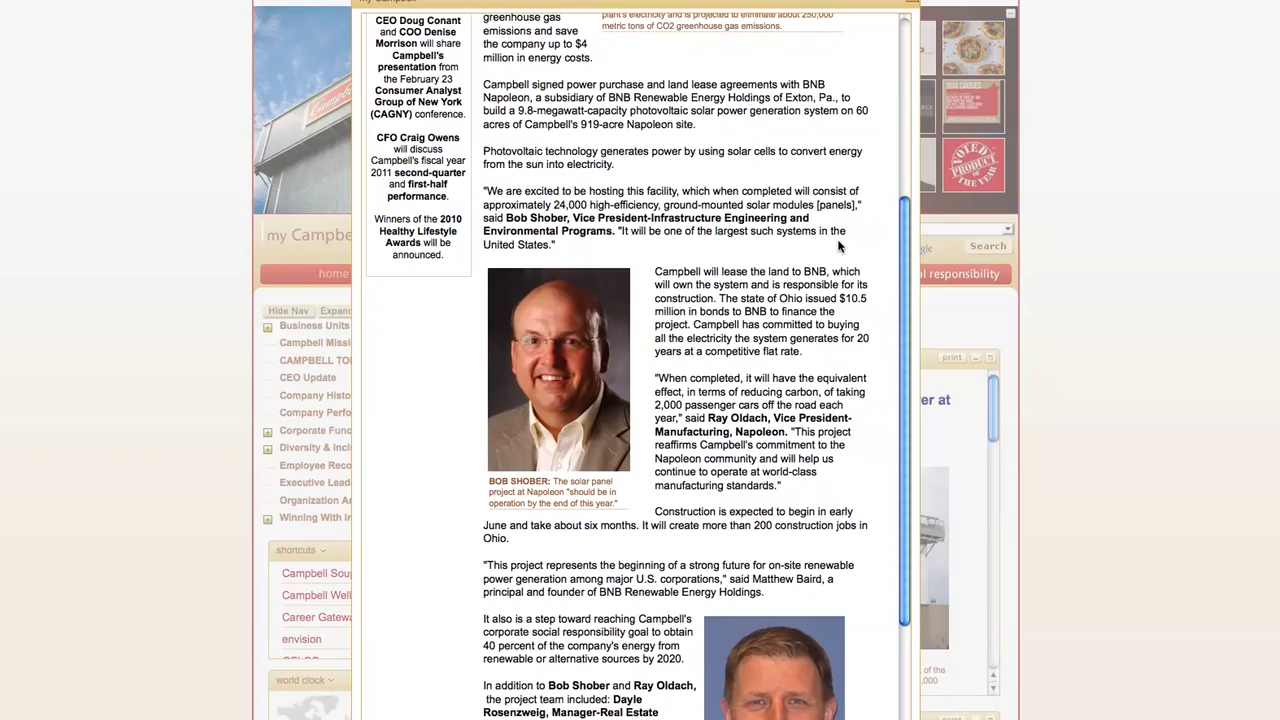 my Campbell
CEO Doug Conant
and COO Denise
Morrison will share
Campbell's
presentation from
the February 23
Consumer Analyst
Group of New York
(CAGNY) conference.
CFO Craig Owens
will discuss
Campbell's fiscal year
2011 second-quarter
and first-half
performance.
Winners of the 2010
Healthy Lifestyle
Awards will be
announced.
greenhouse gas
emissions and save
the company up to $4
million in energy costs.
plant's electricity and is projected to eliminate about 250,000
metric tons of CO2 greenhouse gas emissions.
Campbell signed power purchase and land lease agreements with BNB
Napoleon, a subsidiary of BNB Renewable Energy Holdings of Exton, Pa., to
build a 9.8-megawatt-capacity photovoltaic solar power generation system on 60
acres of Campbell's 919-acre Napoleon site.
Photovoltaic technology generates power by using solar cells to convert energy
from the sun into electricity.
"We are excited to be hosting this facility, which when completed will consist of
approximately 24,000 high-efficiency, ground-mounted solar modules [panels],"
said Bob Shober, Vice President-Infrastructure Engineering and
Environmental Programs. "It will be one of the largest such systems in the
United States."
Campbell will lease the land to BNB, which
will own the system and is responsible for its
construction. The state of Ohio issued $10.5
million in bonds to BNB to finance the
project. Campbell has committed to buying
all the electricity the system generates for 20
years at a competitive flat rate.
"When completed, it will have the equivalent
effect, in terms of reducing carbon, of taking
2,000 passenger cars off the road each
year," said Ray Oldach, Vice President-
Manufacturing, Napoleon. "This project
reaffirms Campbell's commitment to the
Napoleon community and will help us
continue to operate at world-class
manufacturing standards."
BOB SHOBER: The solar panel
project at Napoleon "should be in
operation by the end of this year."
Construction is expected to begin in early
June and take about six months. It will create more than 200 construction jobs in
Ohio.
"This project represents the beginning of a strong future for on-site renewable
power generation among major U.S. corporations," said Matthew Baird, a
principal and founder of BNB Renewable Energy Holdings.
It also is a step toward reaching Campbell's
corporate social responsibility goal to obtain
40 percent of the company's energy from
renewable or alternative sources by 2020.
In addition to Bob Shober and Ray Oldach,
the project team included: Dayle
Rosenzweig, Manager-Real Estate
my Campbe
home
Hide Nav Expand
Business Units
Campbell Missi
CAMPBELL TO
CEO Update
Company Histo
Company Perfo
Corporate Func
Diversity & Incl
Employee Reco
Executive Lead
Organization An
Winning With In
shortcuts
Campbell Soup
Campbell Well
Career Gatewa
envision
world clock
VOTED
PRODUCT
OF THE
YEAR
Search
l responsibility
print
er at
of the
,000
print